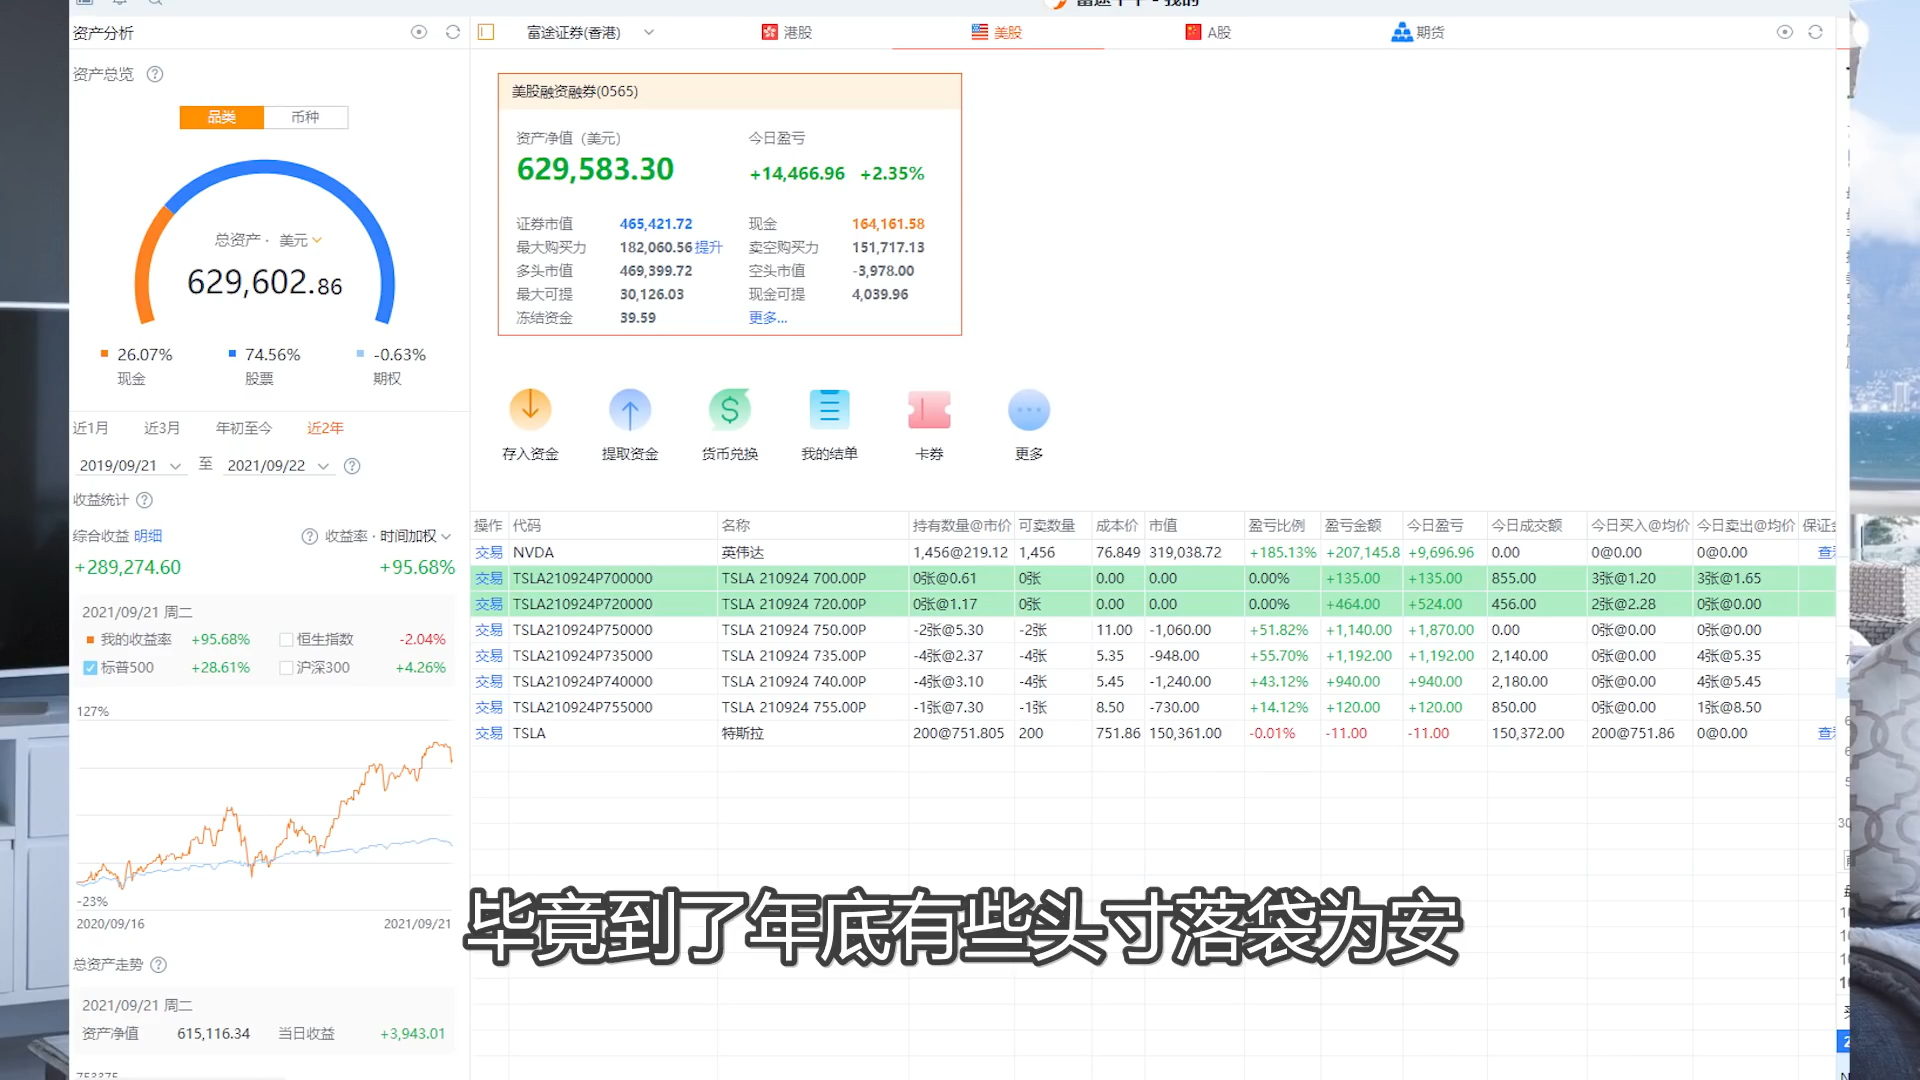 资产分析
富途证券(香港)
港股
美股
A股
期货
资产总览
品类
币种
总资产 · 美元
629,602.86
26.07%
74.56%
-0.63%
现金
股票
期权
近1月
近3月
年初至今
近2年
2019/09/21
至
2021/09/22
收益统计
综合收益 明细
收益率 · 时间加权
+289,274.60
+95.68%
2021/09/21 周二
我的收益率 +95.68%
恒生指数 -2.04%
标普500 +28.61%
沪深300 +4.26%
127%
-23%
2020/09/16
2021/09/21
总资产走势
2021/09/21 周二
资产净值 615,116.34 当日收益 +3,943.01
美股融资融券(0565)
资产净值（美元）
今日盈亏
629,583.30
+14,466.96 +2.35%
证券市值 465,421.72 现金 164,161.58
最大购买力 182,060.56 提升 卖空购买力 151,717.13
多头市值 469,399.72 空头市值 -3,978.00
最大可提 30,126.03 现金可提 4,039.96
冻结资金 39.59 更多...
存入资金
提取资金
货币兑换
我的结单
卡券
更多
操作 代码 名称 持有数量@市价 可卖数量 成本价 市值 盈亏比例 盈亏金额 今日盈亏 今日成交额 今日买入@均价 今日卖出@均价
交易 NVDA 英伟达 1,456@219.12 1,456 76.849 319,038.72 +185.13% +207,145.8 +9,696.96 0.00 0@0.00 0@0.00
交易 TSLA210924P700000 TSLA 210924 700.00P 0张@0.61 0张 0.00 0.00 0.00% +135.00 +135.00 855.00 3张@1.20 3张@1.65
交易 TSLA210924P720000 TSLA 210924 720.00P 0张@1.17 0张 0.00 0.00 0.00% +464.00 +524.00 456.00 2张@2.28 0张@0.00
交易 TSLA210924P750000 TSLA 210924 750.00P -2张@5.30 -2张 11.00 -1,060.00 +51.82% +1,140.00 +1,870.00 0.00 0张@0.00 0张@0.00
交易 TSLA210924P735000 TSLA 210924 735.00P -4张@2.37 -4张 5.35 -948.00 +55.70% +1,192.00 +1,192.00 2,140.00 0张@0.00 4张@5.35
交易 TSLA210924P740000 TSLA 210924 740.00P -4张@3.10 -4张 5.45 -1,240.00 +43.12% +940.00 +940.00 2,180.00 0张@0.00 4张@5.45
交易 TSLA210924P755000 TSLA 210924 755.00P -1张@7.30 -1张 8.50 -730.00 +14.12% +120.00 +120.00 850.00 0张@0.00 1张@8.50
交易 TSLA 特斯拉 200@751.805 200 751.86 150,361.00 -0.01% -11.00 -11.00 150,372.00 200@751.86 0@0.00
毕竟到了年底有些头寸落袋为安